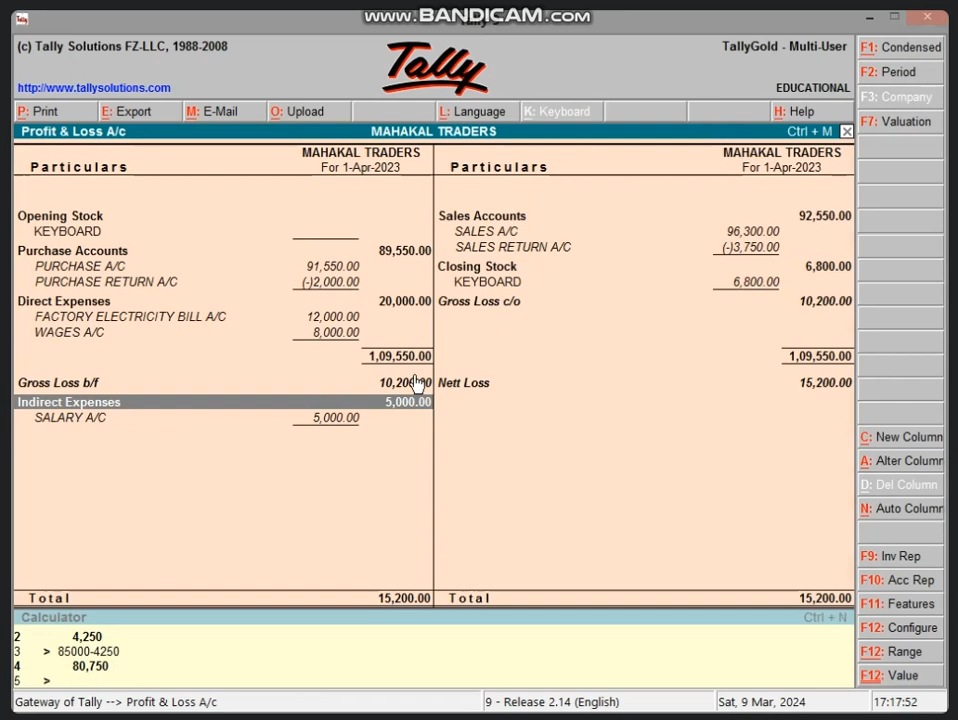 WWW.BANDICAM.COM
(c) Tally Solutions FZ-LLC, 1988-2008
TallyGold - Multi-User
http://www.tallysolutions.com
Tally
EDUCATIONAL
P: Print E: Export M: E-Mail O: Upload L: Language K: Keyboard H: Help
Profit & Loss A/c MAHAKAL TRADERS Ctrl + M
Particulars MAHAKAL TRADERS Particulars MAHAKAL TRADERS
For 1-Apr-2023 For 1-Apr-2023
Opening Stock Sales Accounts 92,550.00
KEYBOARD SALES A/C 96,300.00
SALES RETURN A/C (-)3,750.00
Purchase Accounts 89,550.00
PURCHASE A/C 91,550.00 Closing Stock 6,800.00
PURCHASE RETURN A/C (-)2,000.00 KEYBOARD 6,800.00
Direct Expenses 20,000.00 Gross Loss c/o 10,200.00
FACTORY ELECTRICITY BILL A/C 12,000.00
WAGES A/C 8,000.00
1,09,550.00 1,09,550.00
Gross Loss b/f Nett Loss 15,200.00
Indirect Expenses 5,000.00
SALARY A/C 5,000.00
Total 15,200.00 Total 15,200.00
Calculator Ctrl + N
2 4,250
3 > 85000-4250
4 80,750
5 >
Gateway of Tally --> Profit & Loss A/c 9 - Release 2.14 (English) Sat, 9 Mar, 2024 17:17:52
F1: Condensed
F2: Period
F3: Company
F7: Valuation
C: New Column
A: Alter Column
D: Del Column
N: Auto Column
F9: Inv Rep
F10: Acc Rep
F11: Features
F12: Configure
F12: Range
F12: Value